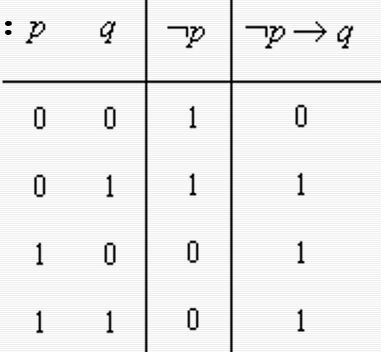 : p q ¬p ¬p → q
0 0 1 0
0 1 1 1
1 0 0 1
1 1 0 1